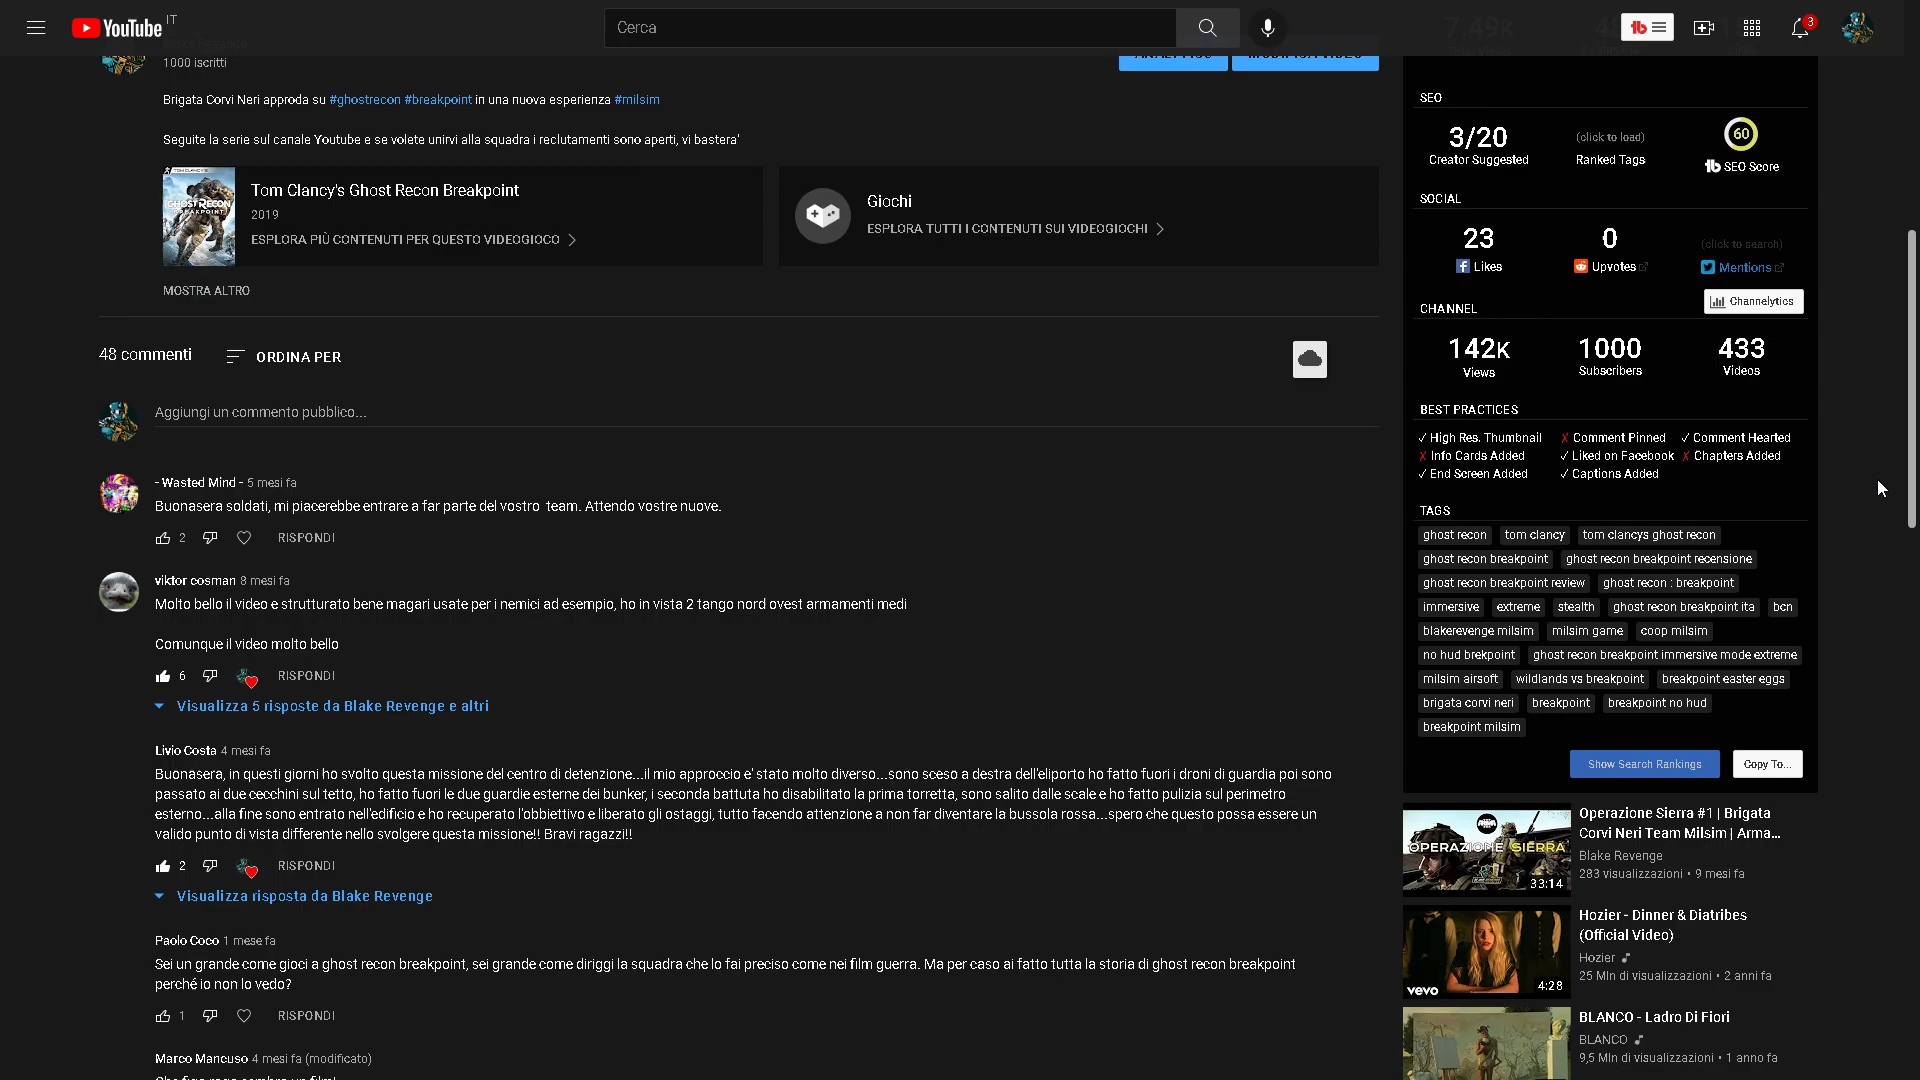 YouTube IT
Cerca
3
1000 iscritti
Brigata Corvi Neri approda su #ghostrecon #breakpoint in una nuova esperienza #milsim
Seguite la serie sul canale Youtube e se volete unirvi alla squadra i reclutamenti sono aperti, vi bastera'
GHOST RECON
BREAKPOINT
Tom Clancy's Ghost Recon Breakpoint
2019
ESPLORA PIÙ CONTENUTI PER QUESTO VIDEOGIOCO
Giochi
ESPLORA TUTTI I CONTENUTI SUI VIDEOGIOCHI
MOSTRA ALTRO
48 commenti
ORDINA PER
Aggiungi un commento pubblico...
- Wasted Mind - 5 mesi fa
Buonasera soldati, mi piacerebbe entrare a far parte del vostro team. Attendo vostre nuove.
2 RISPONDI
viktor cosman 8 mesi fa
Molto bello il video e strutturato bene magari usate per i nemici ad esempio, ho in vista 2 tango nord ovest armamenti medi
Comunque il video molto bello
6 RISPONDI
Visualizza 5 risposte da Blake Revenge e altri
Livio Costa 4 mesi fa
Buonasera, in questi giorni ho svolto questa missione del centro di detenzione...il mio approccio e' stato molto diverso...sono sceso a destra dell'eliporto ho fatto fuori i droni di guardia poi sono
passato ai due cecchini sul tetto, ho fatto fuori le due guardie esterne dei bunker, i seconda battuta ho disabilitato la prima torretta, sono salito dalle scale e ho fatto pulizia sul perimetro
esterno...alla fine sono entrato nell'edificio e ho recuperato l'obbiettivo e liberato gli ostaggi, tutto facendo attenzione a non far diventare la bussola rossa...spero che questo possa essere un
valido punto di vista differente nello svolgere questa missione!! Bravi ragazzi!!
2 RISPONDI
Visualizza risposta da Blake Revenge
Paolo Coco 1 mese fa
Sei un grande come gioci a ghost recon breakpoint, sei grande come diriggi la squadra che lo fai preciso come nei film guerra. Ma per caso ai fatto tutta la storia di ghost recon breakpoint
perché io non lo vedo?
1 RISPONDI
Marco Mancuso 4 mesi fa (modificato)
SEO
3/20
Creator Suggested
(click to load)
Ranked Tags
60
tb SEO Score
SOCIAL
23
Likes
0
Upvotes
(click to search)
Mentions
CHANNEL
Channelytics
142K
Views
1000
Subscribers
433
Videos
BEST PRACTICES
✓ High Res. Thumbnail ✗ Comment Pinned ✓ Comment Hearted
✗ Info Cards Added ✓ Liked on Facebook ✗ Chapters Added
✓ End Screen Added ✓ Captions Added
TAGS
ghost recon tom clancy tom clancys ghost recon
ghost recon breakpoint ghost recon breakpoint recensione
ghost recon breakpoint review ghost recon : breakpoint
immersive extreme stealth ghost recon breakpoint ita bcn
blakerevenge milsim milsim game coop milsim
no hud brekpoint ghost recon breakpoint immersive mode extreme
milsim airsoft wildlands vs breakpoint breakpoint easter eggs
brigata corvi neri breakpoint breakpoint no hud
breakpoint milsim
Show Search Rankings Copy To...
OPERAZIONE SIERRA
33:14
Operazione Sierra #1 | Brigata
Corvi Neri Team Milsim | Arma...
Blake Revenge
283 visualizzazioni • 9 mesi fa
vevo
4:28
Hozier - Dinner & Diatribes
(Official Video)
Hozier
25 Mln di visualizzazioni • 2 anni fa
BLANCO - Ladro Di Fiori
BLANCO
9,5 Mln di visualizzazioni • 1 anno fa